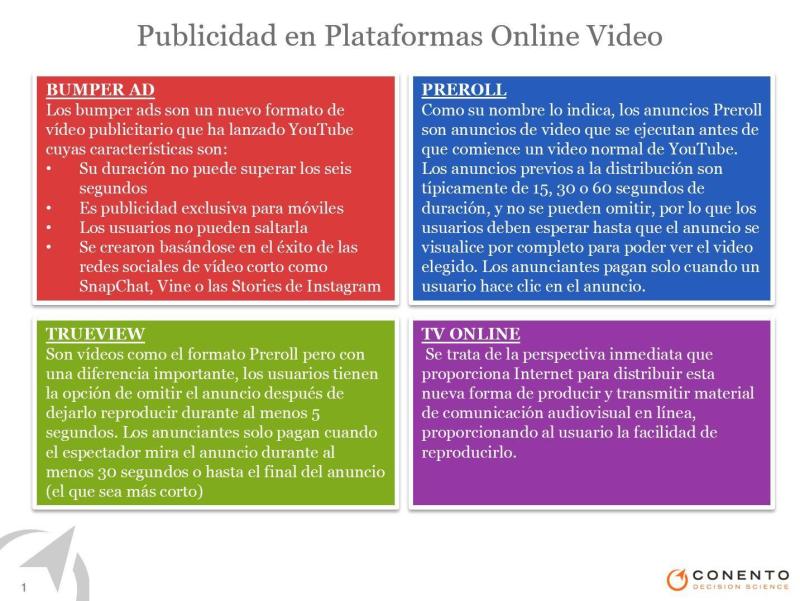 Publicidad en Plataformas Online Video
BUMPER AD
Los bumper ads son un nuevo formato de
vídeo publicitario que ha lanzado YouTube
cuyas características son:
• Su duración no puede superar los seis
segundos
• Es publicidad exclusiva para móviles
• Los usuarios no pueden saltarla
• Se crearon basándose en el éxito de las
redes sociales de vídeo corto como
SnapChat, Vine o las Stories de Instagram
PREROLL
Como su nombre lo indica, los anuncios Preroll
son anuncios de video que se ejecutan antes de
que comience un video normal de YouTube.
Los anuncios previos a la distribución son
típicamente de 15, 30 o 60 segundos de
duración, y no se pueden omitir, por lo que los
usuarios deben esperar hasta que el anuncio se
visualice por completo para poder ver el video
elegido. Los anunciantes pagan solo cuando un
usuario hace clic en el anuncio.
TRUEVIEW
Son vídeos como el formato Preroll pero con
una diferencia importante, los usuarios tienen
la opción de omitir el anuncio después de
dejarlo reproducir durante al menos 5
segundos. Los anunciantes solo pagan cuando
el espectador mira el anuncio durante al
menos 30 segundos o hasta el final del anuncio
(el que sea más corto)
TV ONLINE
Se trata de la perspectiva inmediata que
proporciona Internet para distribuir esta
nueva forma de producir y transmitir material
de comunicación audiovisual en línea,
proporcionando al usuario la facilidad de
reproducirlo.
1
CONENTO
DECISION SCIENCE